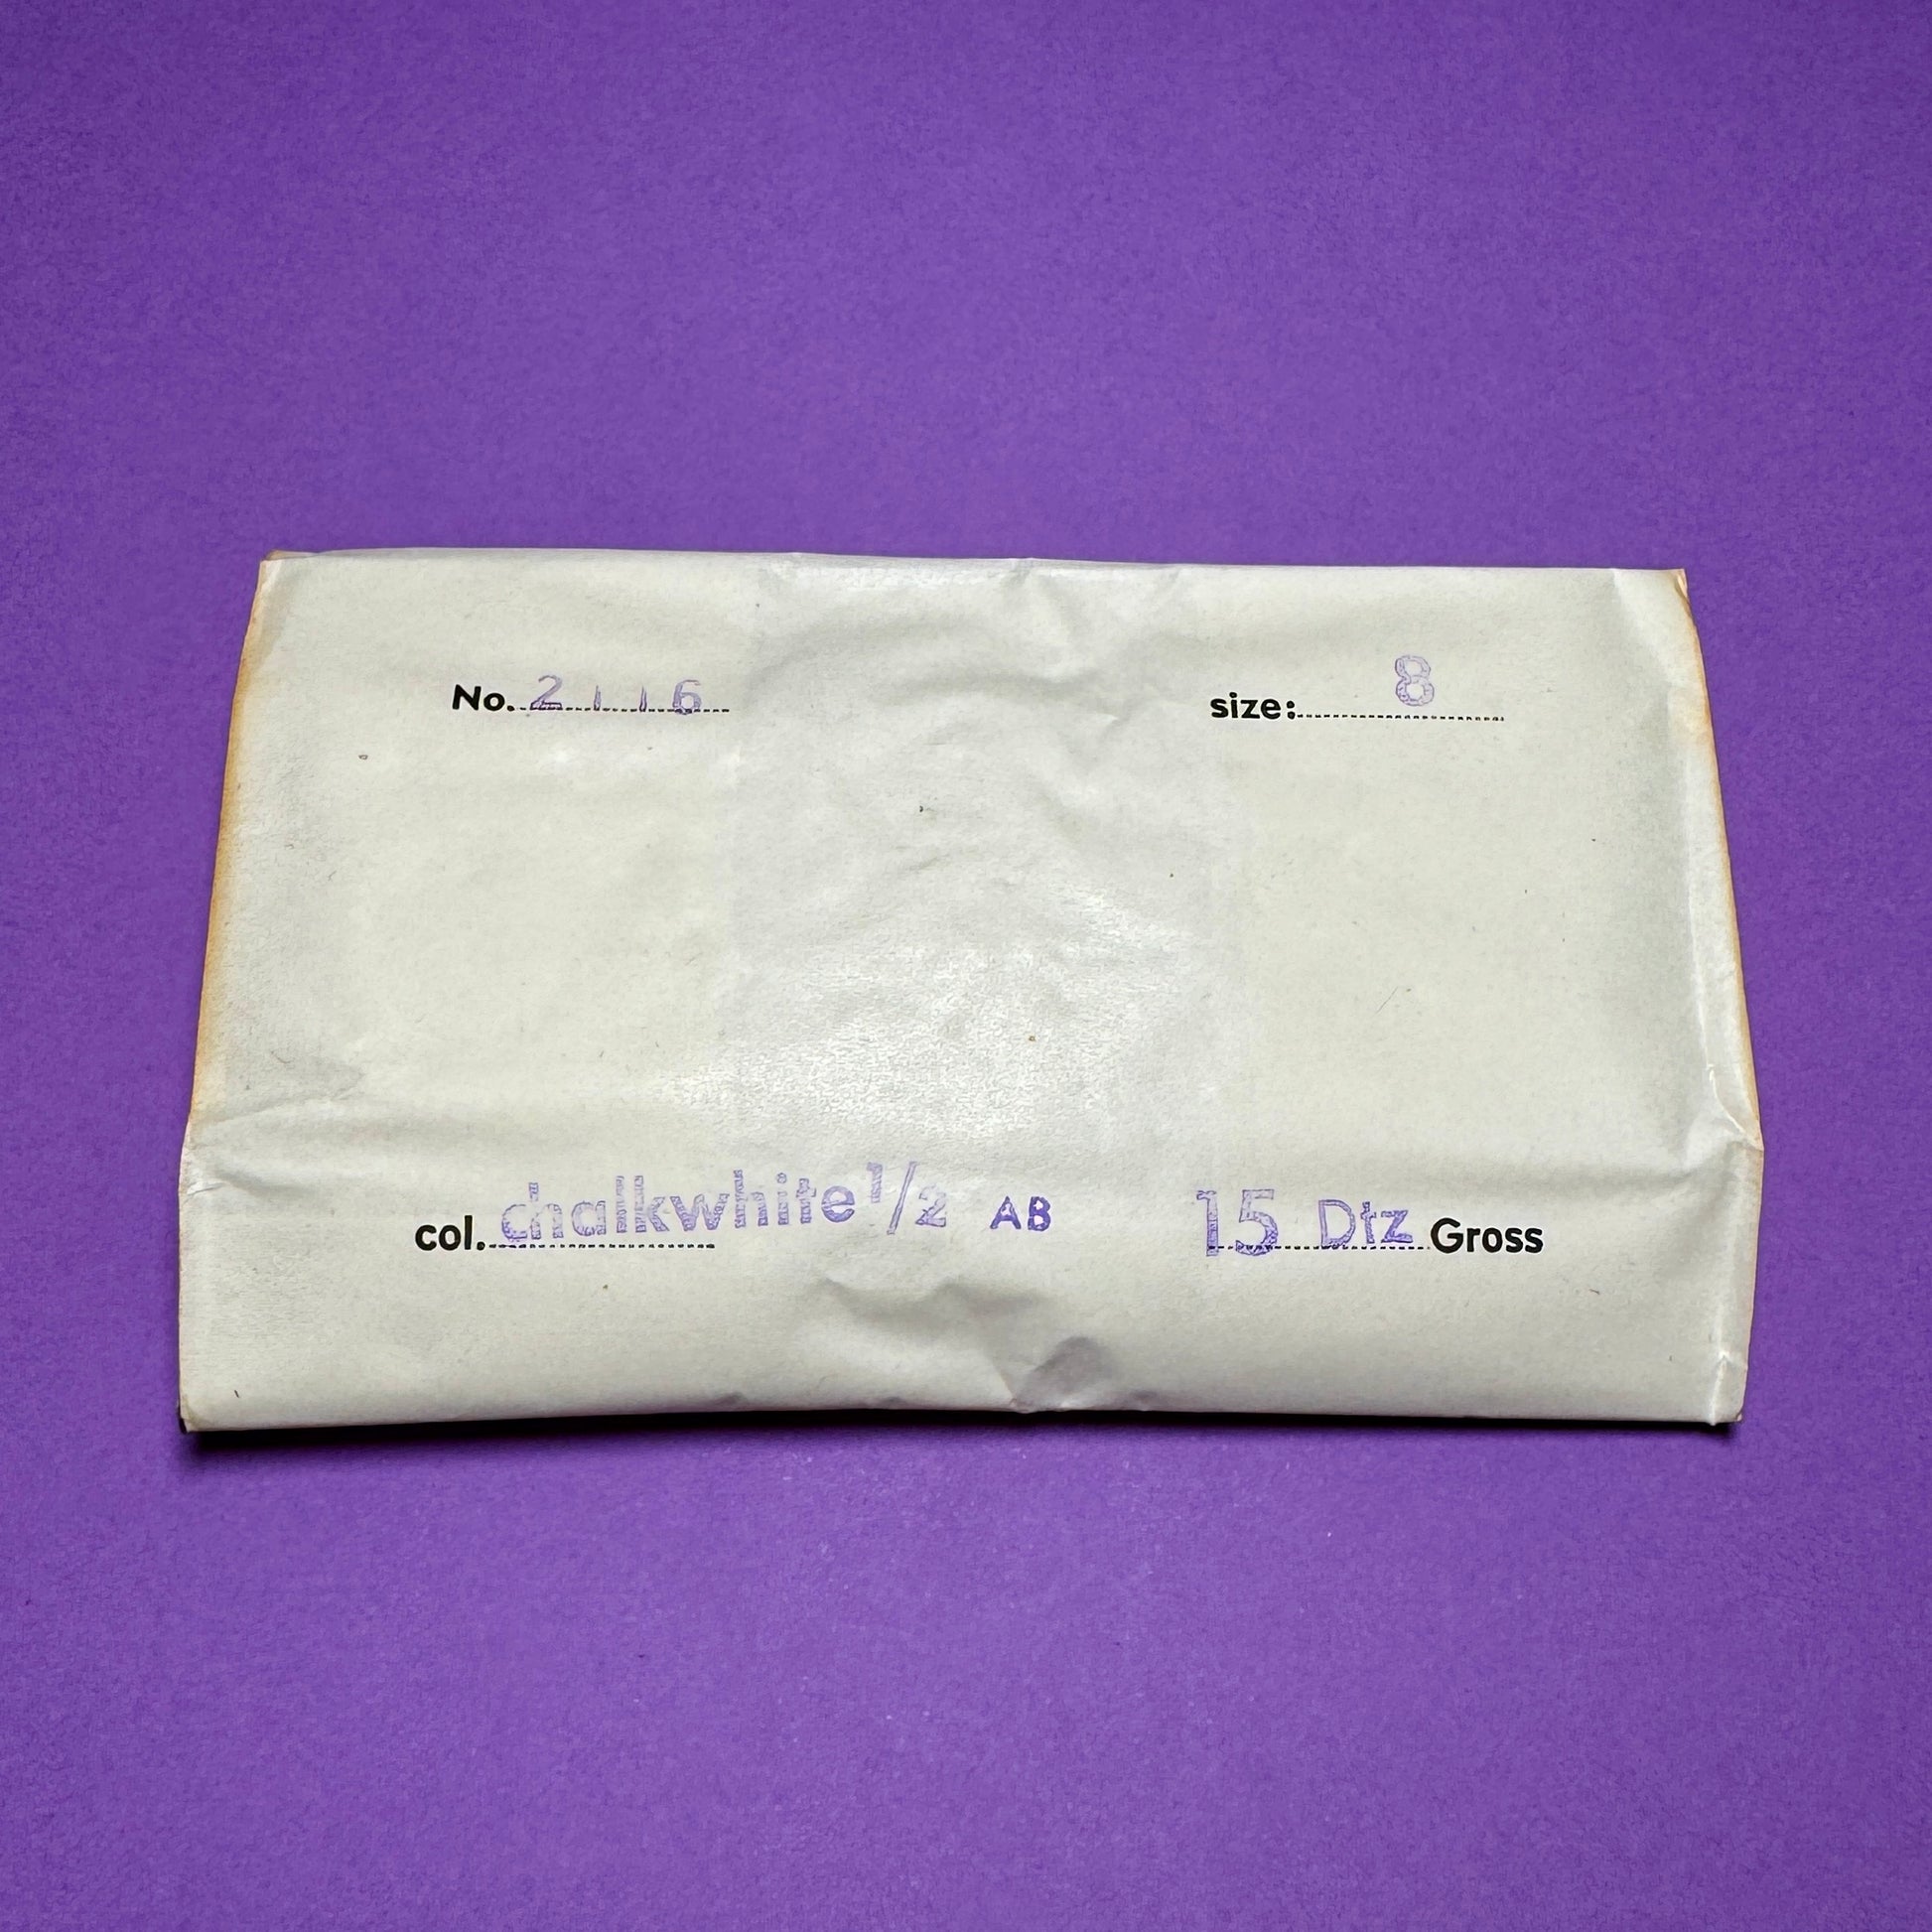 No. 2116 size: 8
col. chalkwhite 1/2 AB 15 Dtz Gross